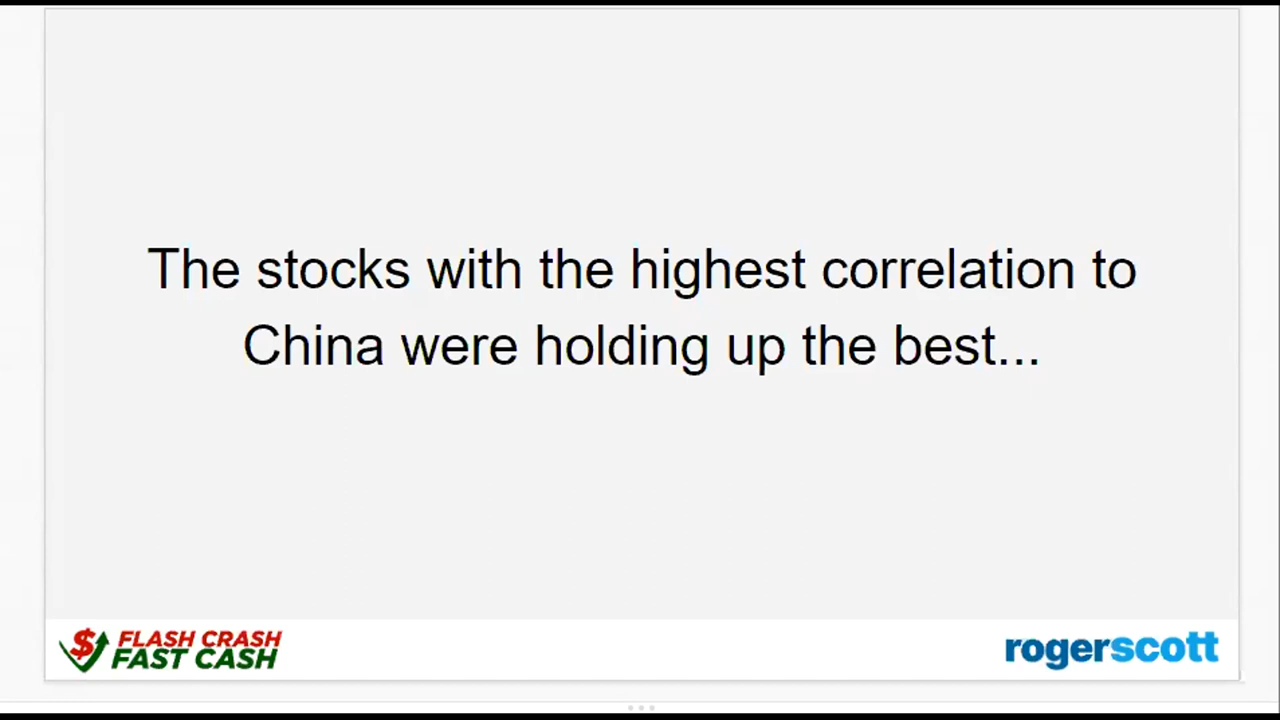 The stocks with the highest correlation to
China were holding up the best...
$ FLASH CRASH
FAST CASH
rogerscott